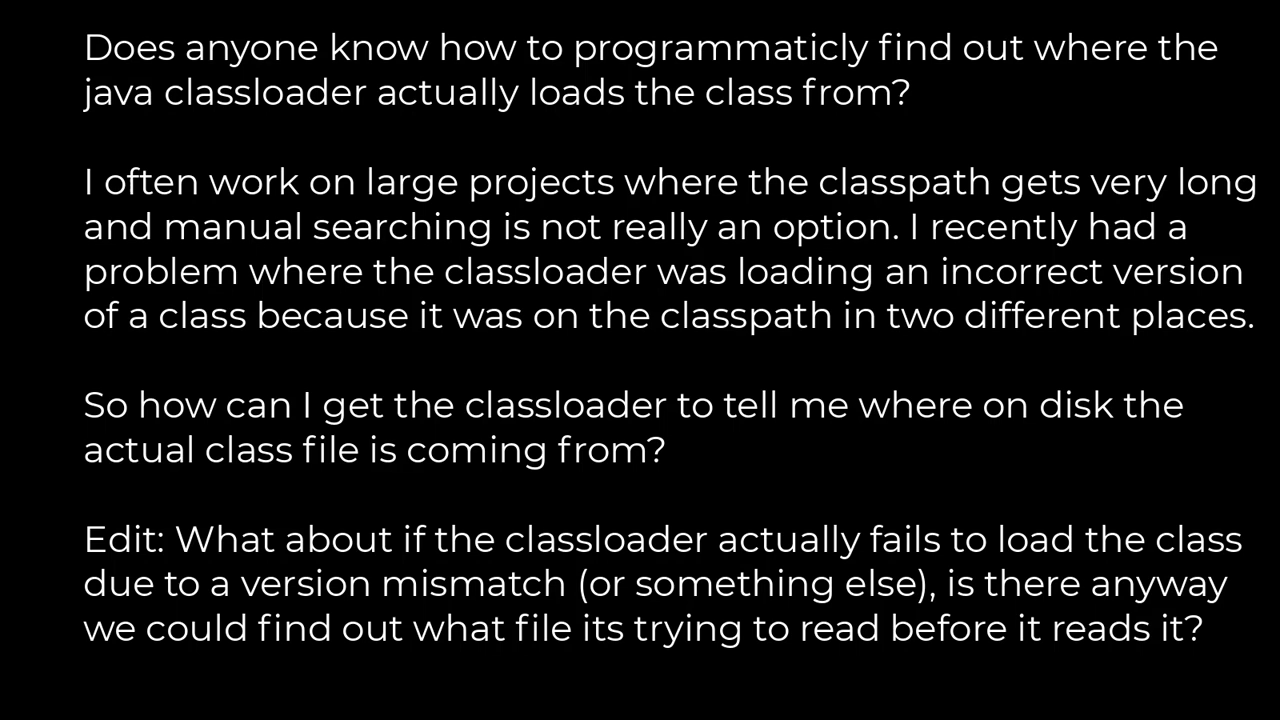 Does anyone know how to programmaticly find out where the
java classloader actually loads the class from?
I often work on large projects where the classpath gets very long
and manual searching is not really an option. I recently had a
problem where the classloader was loading an incorrect version
of a class because it was on the classpath in two different places.
So how can I get the classloader to tell me where on disk the
actual class file is coming from?
Edit: What about if the classloader actually fails to load the class
due to a version mismatch (or something else), is there anyway
we could find out what file its trying to read before it reads it?